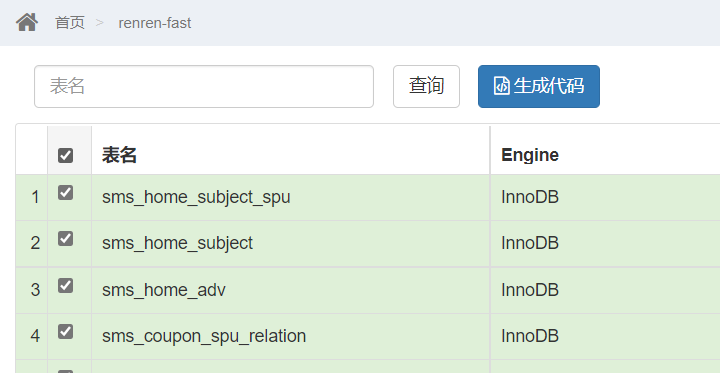 首页 > renren-fast
表名 查询 生成代码
表名 Engine
1 sms_home_subject_spu InnoDB
2 sms_home_subject InnoDB
3 sms_home_adv InnoDB
4 sms_coupon_spu_relation InnoDB